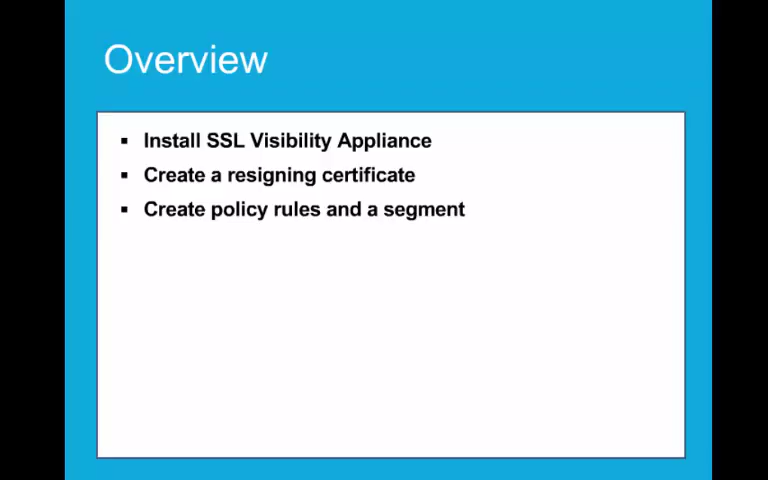 Overview
▪ Install SSL Visibility Appliance
▪ Create a resigning certificate
▪ Create policy rules and a segment